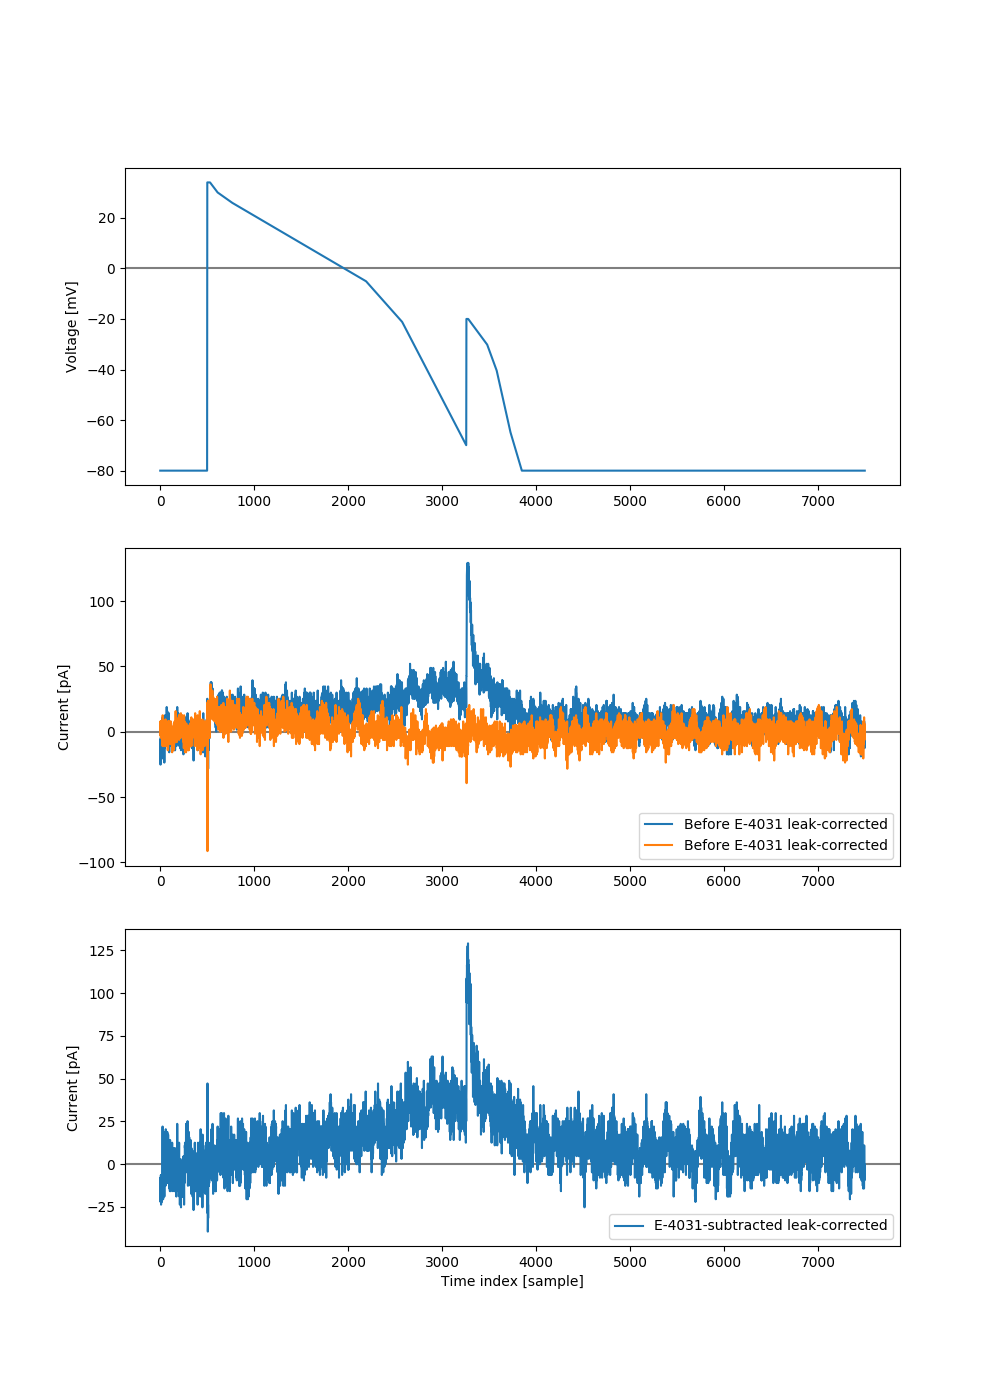 20
0
−20
−40
−60
−80
Voltage [mV]
0 1000 2000 3000 4000 5000 6000 7000
100
50
0
−50
−100
Current [pA]
Before E-4031 leak-corrected
Before E-4031 leak-corrected
0 1000 2000 3000 4000 5000 6000 7000
125
100
75
50
25
0
−25
Current [pA]
E-4031-subtracted leak-corrected
0 1000 2000 3000 4000 5000 6000 7000
Time index [sample]